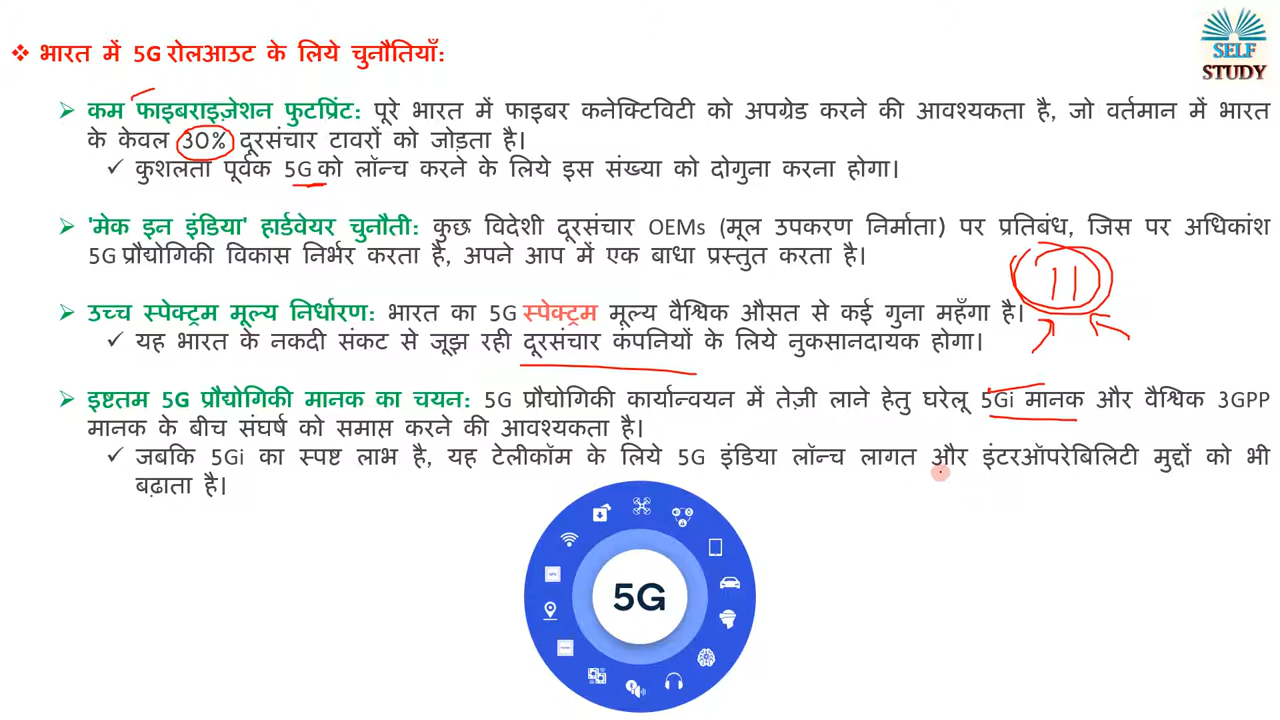 ❖ भारत में 5G रोलआउट के लिये चुनौतियाँ:
SELF
STUDY
➢ कम फाइबराइज़ेशन फुटप्रिंट: पूरे भारत में फाइबर कनेक्टिविटी को अपग्रेड करने की आवश्यकता है, जो वर्तमान में भारत
के केवल 30% दूरसंचार टावरों को जोड़ता है।
✓ कुशलता पूर्वक 5G को लॉन्च करने के लिये इस संख्या को दोगुना करना होगा।
➢ 'मेक इन इंडिया' हार्डवेयर चुनौती: कुछ विदेशी दूरसंचार OEMs (मूल उपकरण निर्माता) पर प्रतिबंध, जिस पर अधिकांश
5G प्रौद्योगिकी विकास निर्भर करता है, अपने आप में एक बाधा प्रस्तुत करता है।
➢ उच्च स्पेक्ट्रम मूल्य निर्धारण: भारत का 5G स्पेक्ट्रम मूल्य वैश्विक औसत से कई गुना महँगा है।
✓ यह भारत के नकदी संकट से जूझ रही दूरसंचार कंपनियों के लिये नुकसानदायक होगा।
➢ इष्टतम 5G प्रौद्योगिकी मानक का चयन: 5G प्रौद्योगिकी कार्यान्वयन में तेज़ी लाने हेतु घरेलू 5Gi मानक और वैश्विक 3GPP
मानक के बीच संघर्ष को समाप्त करने की आवश्यकता है।
✓ जबकि 5Gi का स्पष्ट लाभ है, यह टेलीकॉम के लिये 5G इंडिया लॉन्च लागत और इंटरऑपरेबिलिटी मुद्दों को भी
बढ़ाता है।
5G